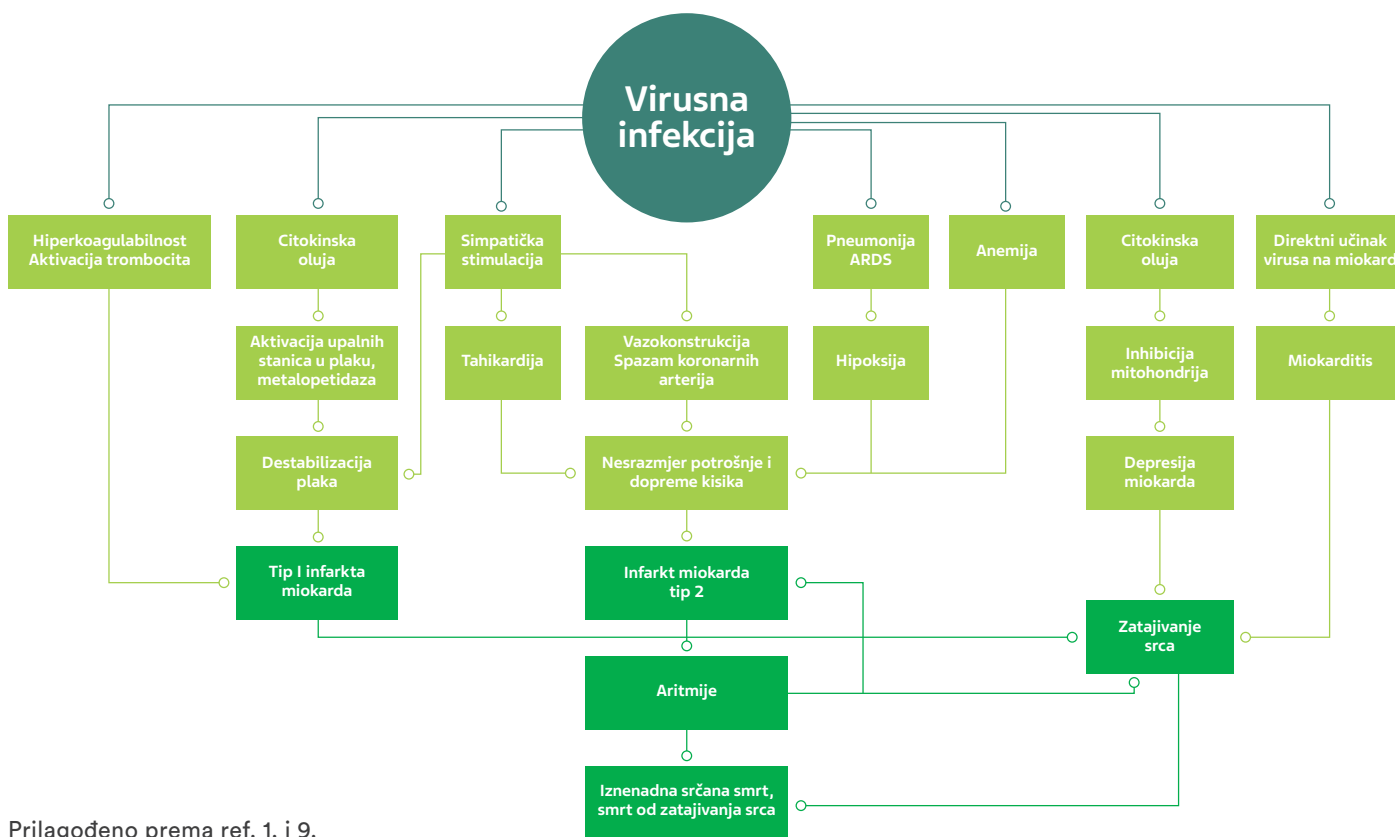 Virusna
infekcija
Hiperkoagulabilnost
Aktivacija trombocita
Citokinska
oluja
Simpatička
stimulacija
Pneumonija
ARDS
Anemija
Citokinska
oluja
Direktni učinak
virusa na miokard
Aktivacija upalnih
stanica u plaku,
metalopetidaza
Tahikardija
Vazokonstrukcija
Spazam koronarnih
arterija
Hipoksija
Inhibicija
mitohondrija
Miokarditis
Destabilizacija
plaka
Nesrazmjer potrošnje i
dopreme kisika
Depresija
miokarda
Tip I infarkta
miokarda
Infarkt miokarda
tip 2
Zatajivanje
srca
Aritmije
Iznenadna srčana smrt,
smrt od zatajivanja srca
Prilagođeno prema ref. 1. i 9.